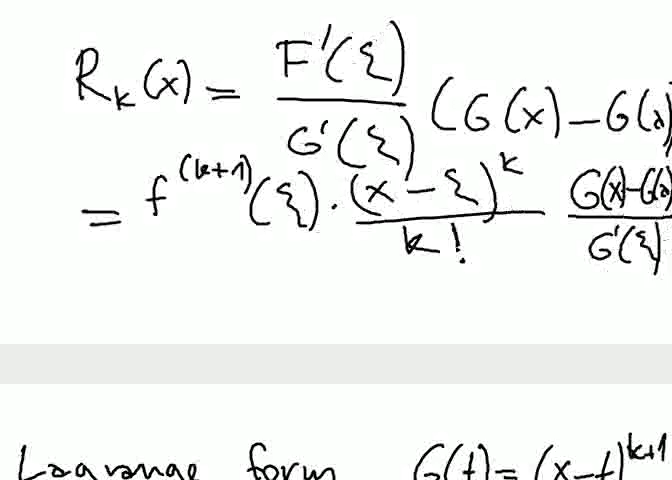 R_k(x) = F'(ξ)/G'(ξ) (G(x) – G(a)
= f^(k+1)(ξ) · (x – ξ)^k/k! G(x)–G(a)/G'(ξ)
Lagrange form G(t) = (x–t)^k+1